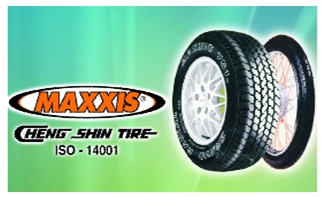 MAXXIS®
CHENG SHIN TIRE
ISO - 14001